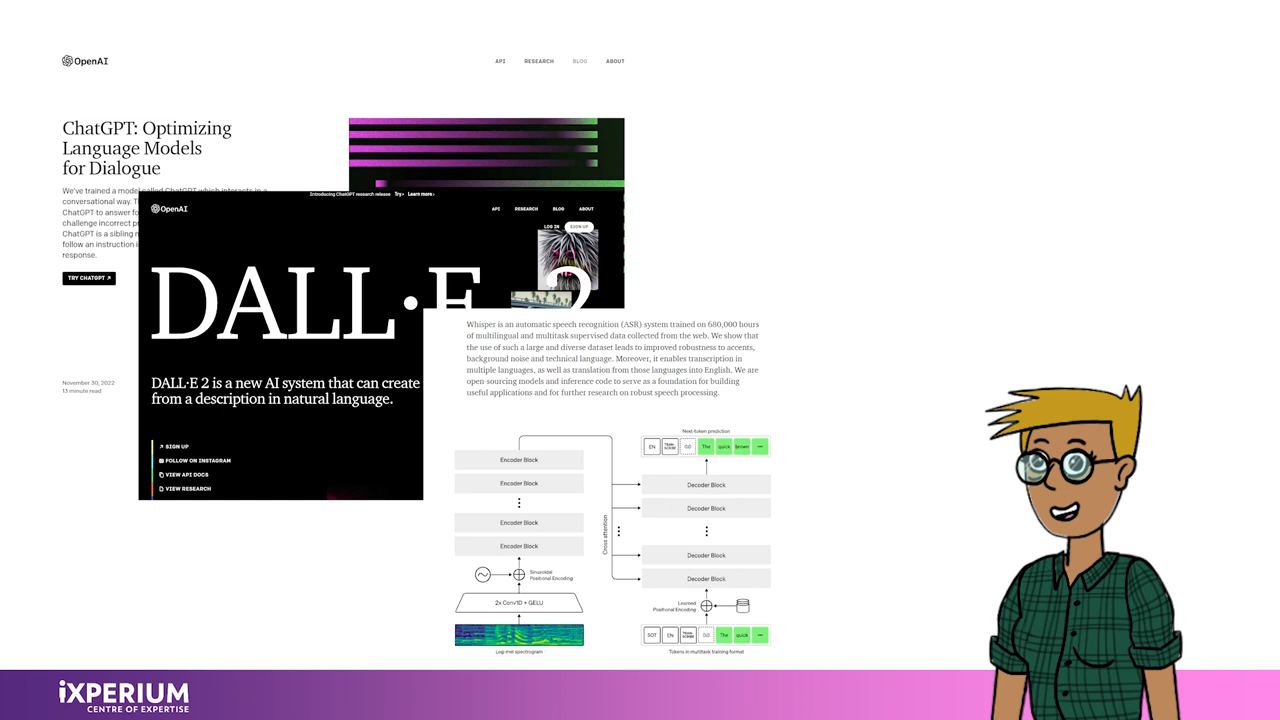 OpenAI
API RESEARCH BLOG ABOUT
ChatGPT: Optimizing
Language Models
for Dialogue
We've trained a model called ChatGPT which interacts in a
conversational way. T
ChatGPT to answer fo
challenge incorrect pr
ChatGPT is a sibling m
follow an instruction i
response.
TRY CHATGPT ↗
November 30, 2022
13 minute read
Introducing ChatGPT research release Try› Learn more›
OpenAI
API RESEARCH BLOG ABOUT
LOG IN SIGN UP
DALL·E 2
DALL·E 2 is a new AI system that can create
from a description in natural language.
↗ SIGN UP
FOLLOW ON INSTAGRAM
VIEW API DOCS
VIEW RESEARCH
Whisper is an automatic speech recognition (ASR) system trained on 680,000 hours
of multilingual and multitask supervised data collected from the web. We show that
the use of such a large and diverse dataset leads to improved robustness to accents,
background noise and technical language. Moreover, it enables transcription in
multiple languages, as well as translation from those languages into English. We are
open-sourcing models and inference code to serve as a foundation for building
useful applications and for further research on robust speech processing.
Encoder Block
Encoder Block
Encoder Block
Encoder Block
Sinusoidal
Positional Encoding
2x Conv1D + GELU
Log-mel spectrogram
Cross attention
Next-token prediction
EN TRAN-SCRIBE 0.0 The quick brown ···
Decoder Block
Decoder Block
Decoder Block
Decoder Block
Learned
Positional Encoding
SOT EN TRAN-SCRIBE 0.0 The quick ···
Tokens in multitask training format
iXPERIUM
CENTRE OF EXPERTISE